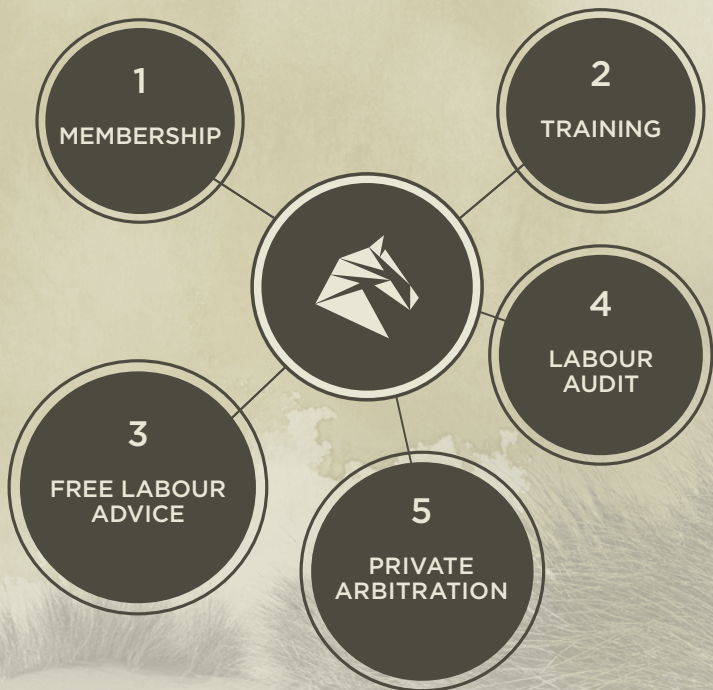 1
MEMBERSHIP
2
TRAINING
3
FREE LABOUR
ADVICE
4
LABOUR
AUDIT
5
PRIVATE
ARBITRATION